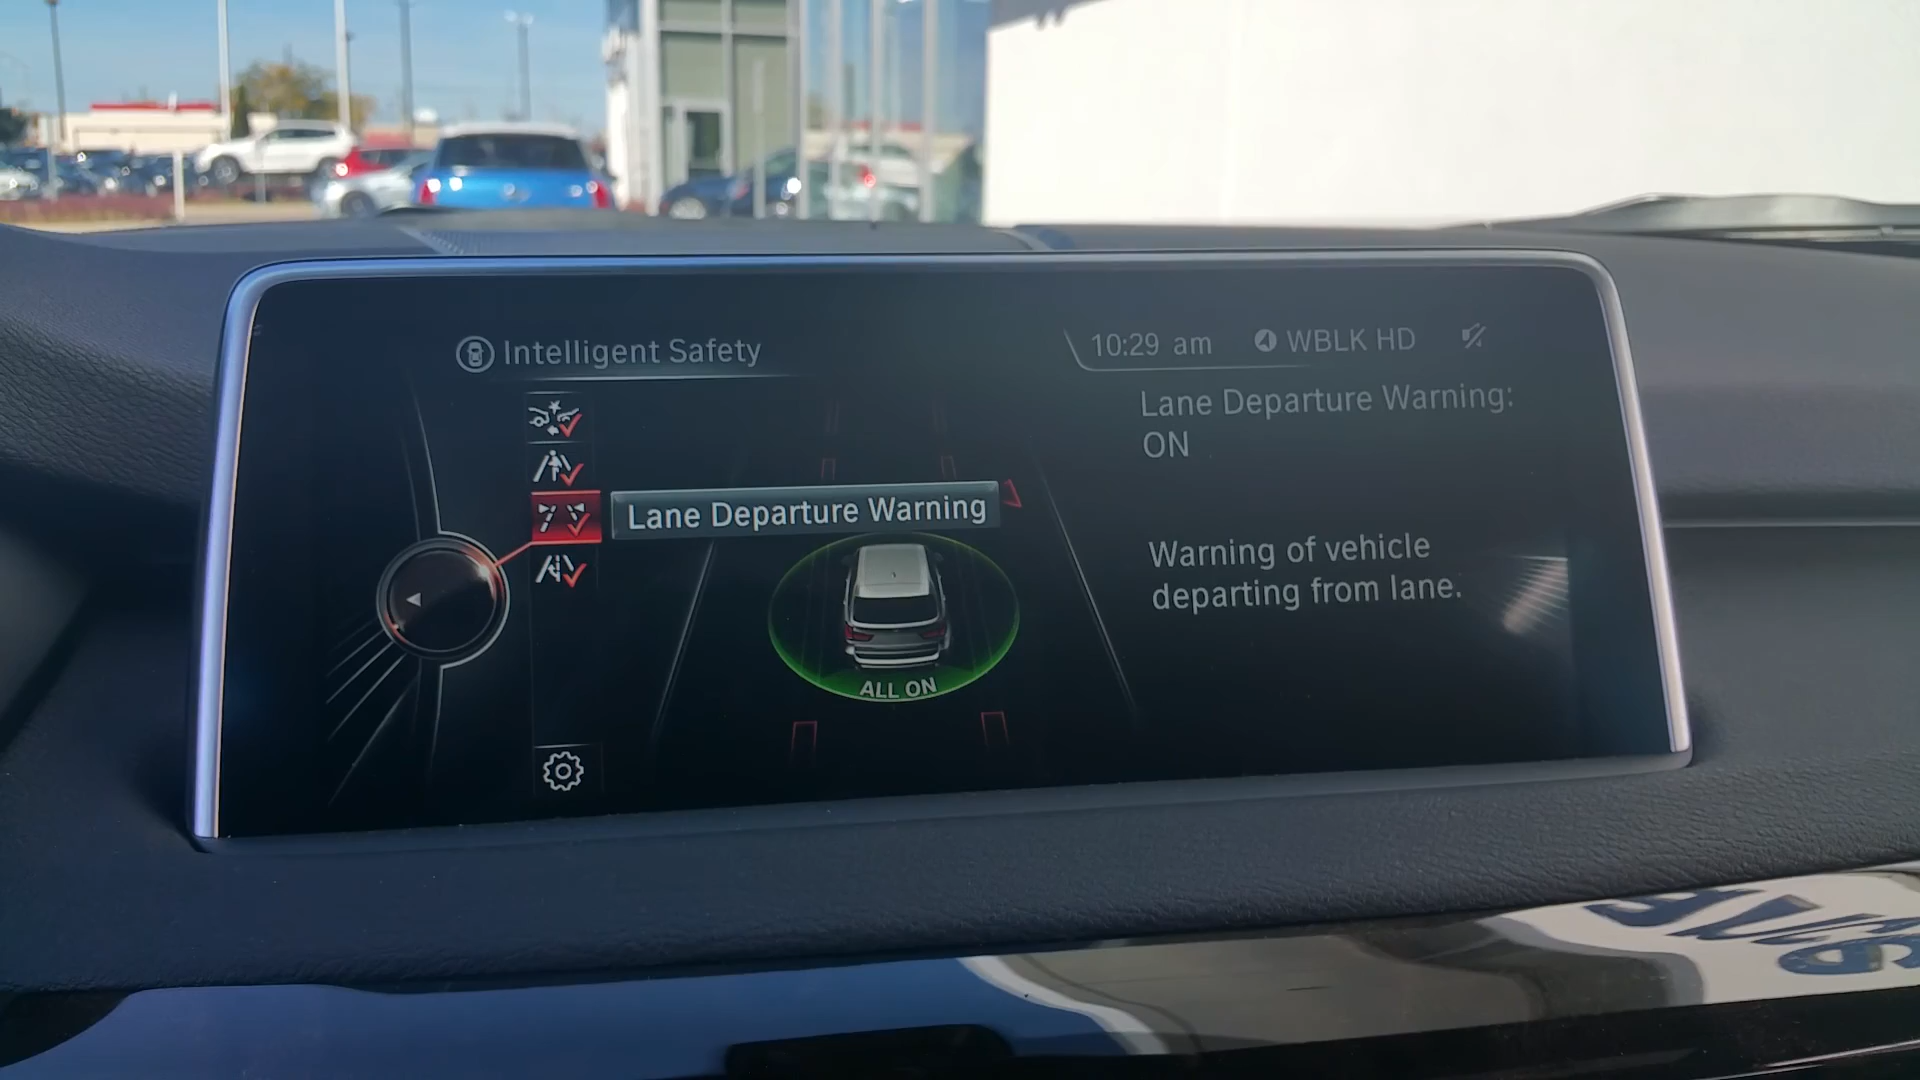 Intelligent Safety
10:29 am WBLK HD
Lane Departure Warning:
ON
Lane Departure Warning
Warning of vehicle
departing from lane.
ALL ON